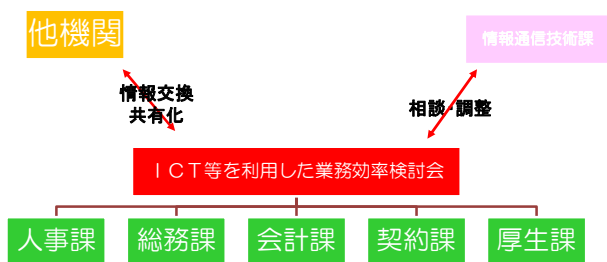 他機関
情報通信技術課
情報交換
共有化
相談・調整
ＩＣＴ等を利用した業務効率検討会
人事課
総務課
会計課
契約課
厚生課